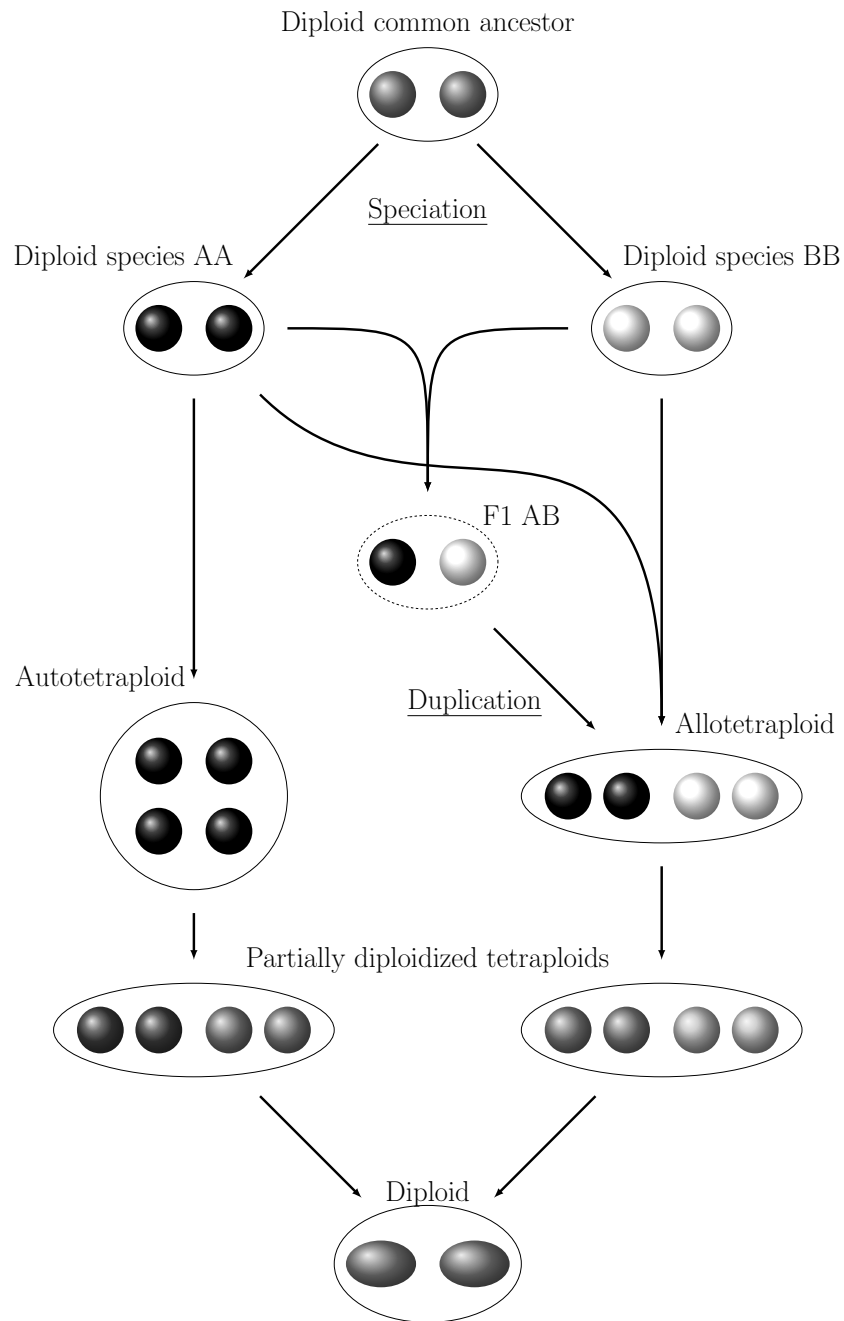 Diploid common ancestor
Speciation
Diploid species AA
Diploid species BB
F1 AB
Autotetraploid
Duplication
Allotetraploid
Partially diploidized tetraploids
Diploid